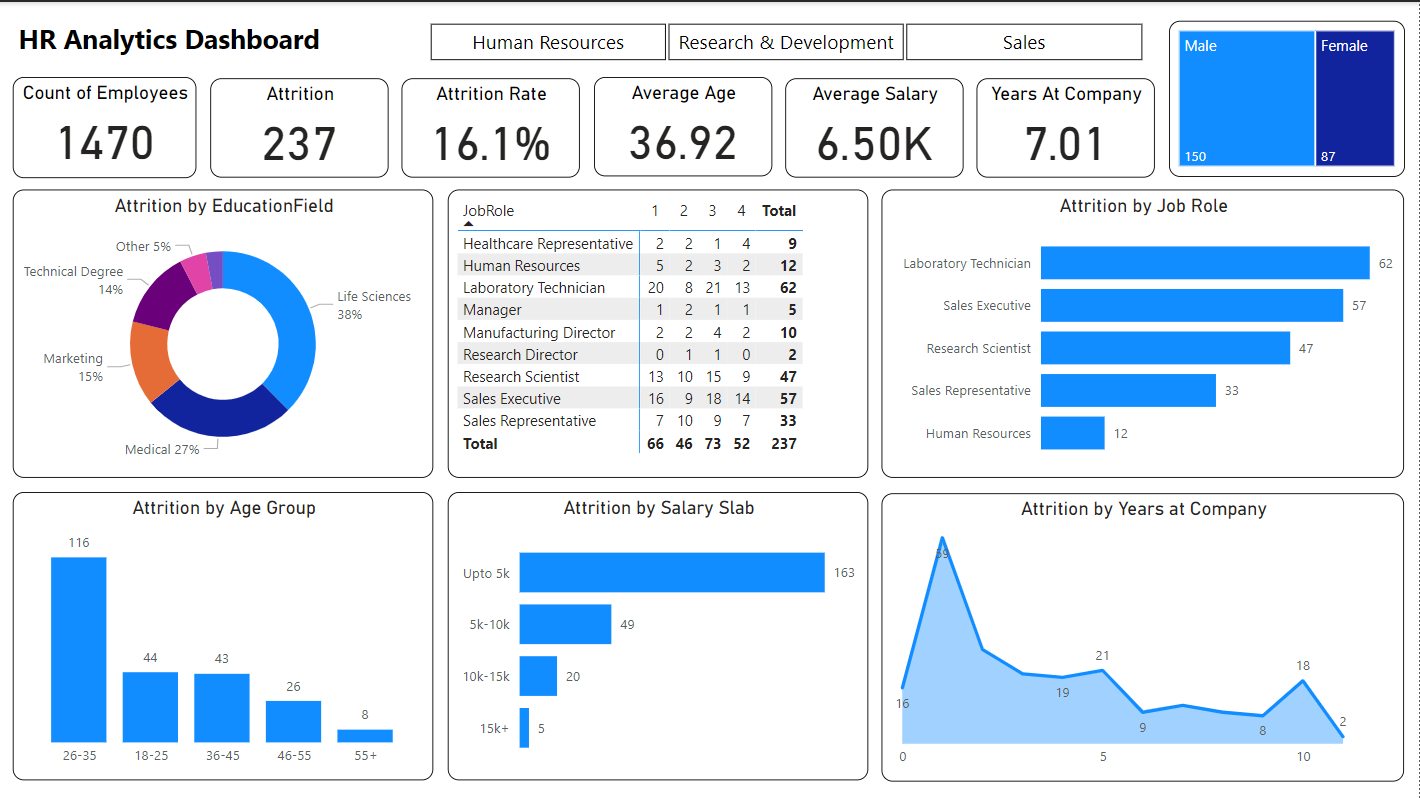 HR Analytics Dashboard
Human Resources
Research & Development
Sales
Male
Female
150
87
Count of Employees
1470
Attrition
237
Attrition Rate
16.1%
Average Age
36.92
Average Salary
6.50K
Years At Company
7.01
Attrition by EducationField
Other 5%
Technical Degree
14%
Life Sciences
38%
Marketing
15%
Medical 27%
JobRole 1 2 3 4 Total
Healthcare Representative 2 2 1 4 9
Human Resources 5 2 3 2 12
Laboratory Technician 20 8 21 13 62
Manager 1 2 1 1 5
Manufacturing Director 2 2 4 2 10
Research Director 0 1 1 0 2
Research Scientist 13 10 15 9 47
Sales Executive 16 9 18 14 57
Sales Representative 7 10 9 7 33
Total 66 46 73 52 237
Attrition by Job Role
Laboratory Technician 62
Sales Executive 57
Research Scientist 47
Sales Representative 33
Human Resources 12
Attrition by Age Group
116
44
43
26
8
26-35 18-25 36-45 46-55 55+
Attrition by Salary Slab
Upto 5k 163
5k-10k 49
10k-15k 20
15k+ 5
Attrition by Years at Company
59
16
19
21
9
8
18
2
0 5 10